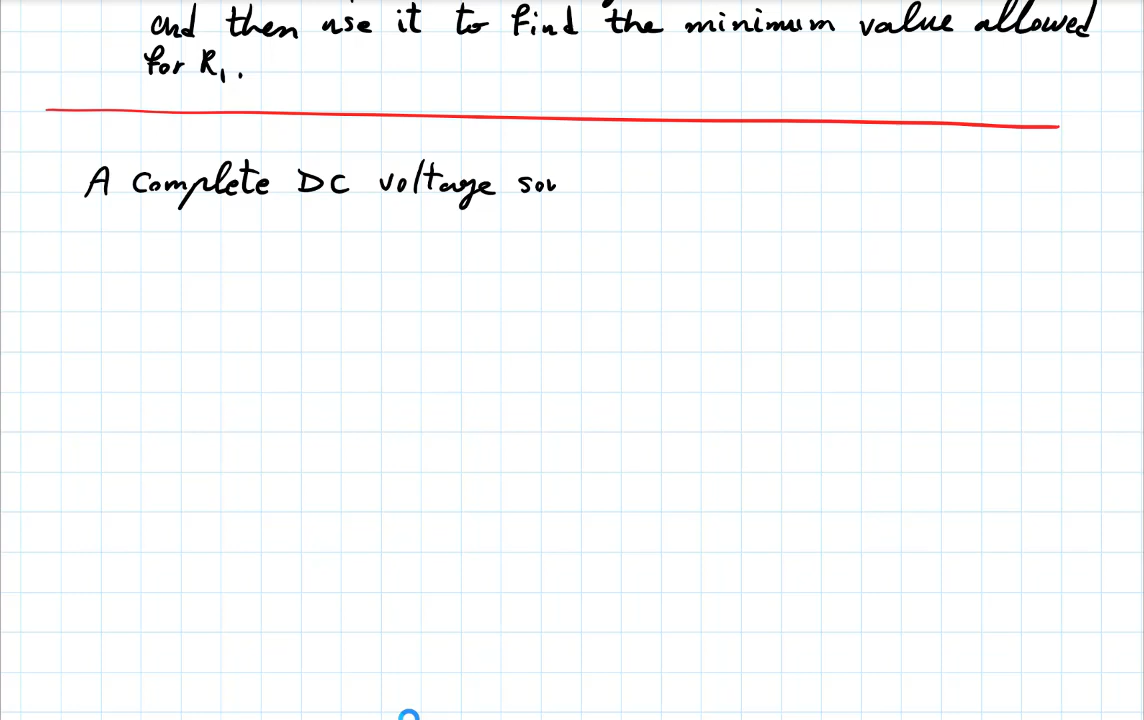 and then use it to find the minimum value allowed
for R₁.
A complete DC voltage sou